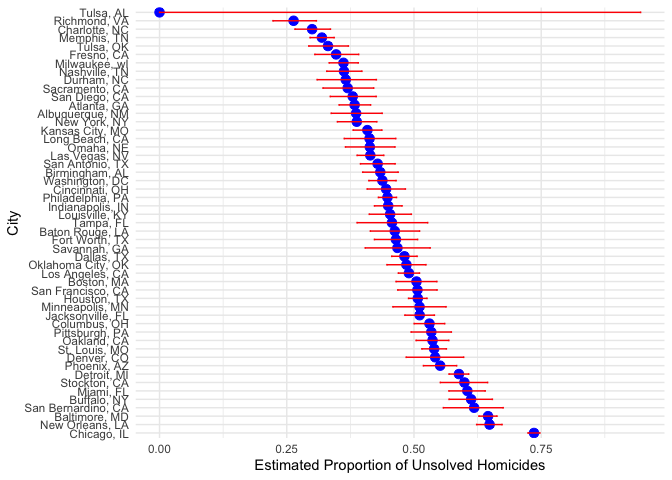 Tulsa, AL
Richmond, VA
Charlotte, NC
Memphis, TN
Tulsa, OK
Fresno, CA
Milwaukee, wI
Nashville, TN
Durham, NC
Sacramento, CA
San Diego, CA
Atlanta, GA
Albuquerque, NM
New York, NY
Kansas City, MO
Long Beach, CA
Omaha, NE
Las Vegas, NV
San Antonio, TX
Birmingham, AL
Washington, DC
Cincinnati, OH
Philadelphia, PA
Indianapolis, IN
Louisville, KY
Tampa, FL
Baton Rouge, LA
Fort Worth, TX
Savannah, GA
Dallas, TX
Oklahoma City, OK
Los Angeles, CA
Boston, MA
San Francisco, CA
Houston, TX
Minneapolis, MN
Jacksonville, FL
Columbus, OH
Pittsburgh, PA
Oakland, CA
St. Louis, MO
Denver, CO
Phoenix, AZ
Detroit, MI
Stockton, CA
Miami, FL
Buffalo, NY
San Bernardino, CA
Baltimore, MD
New Orleans, LA
Chicago, IL
City
0.00 0.25 0.50 0.75
Estimated Proportion of Unsolved Homicides